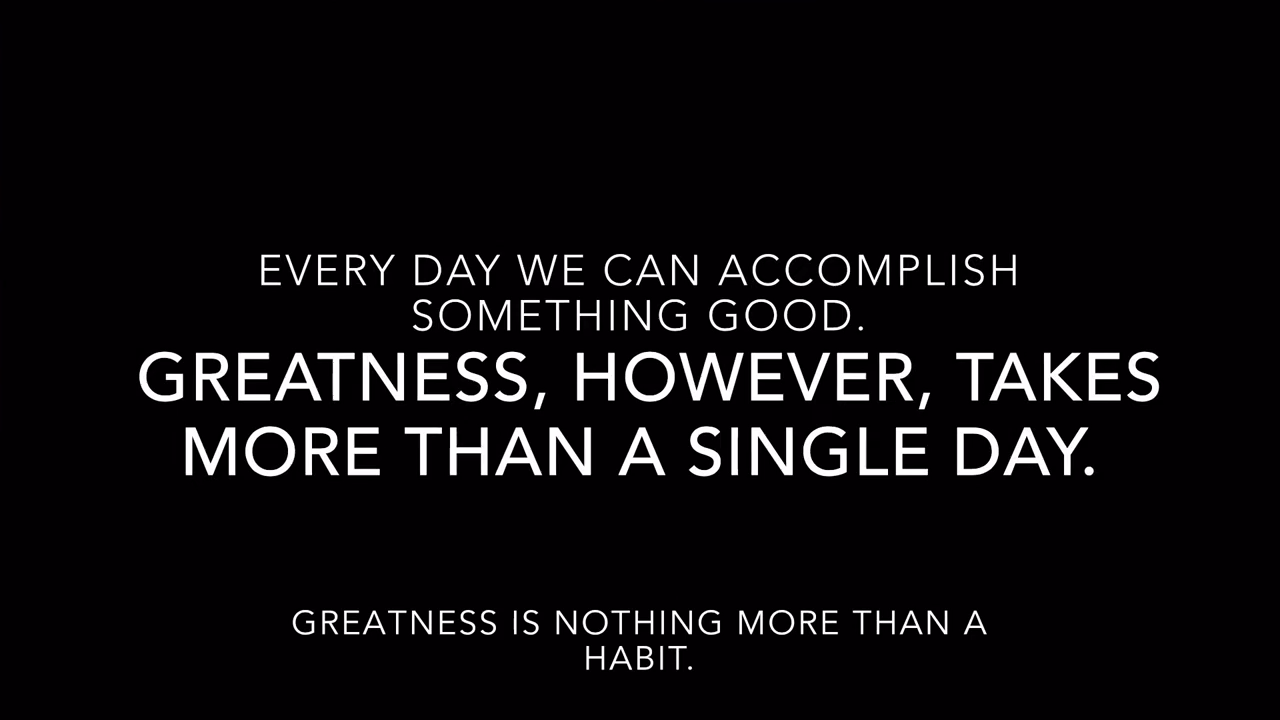 EVERY DAY WE CAN ACCOMPLISH
SOMETHING GOOD.
GREATNESS, HOWEVER, TAKES
MORE THAN A SINGLE DAY.
GREATNESS IS NOTHING MORE THAN A
HABIT.